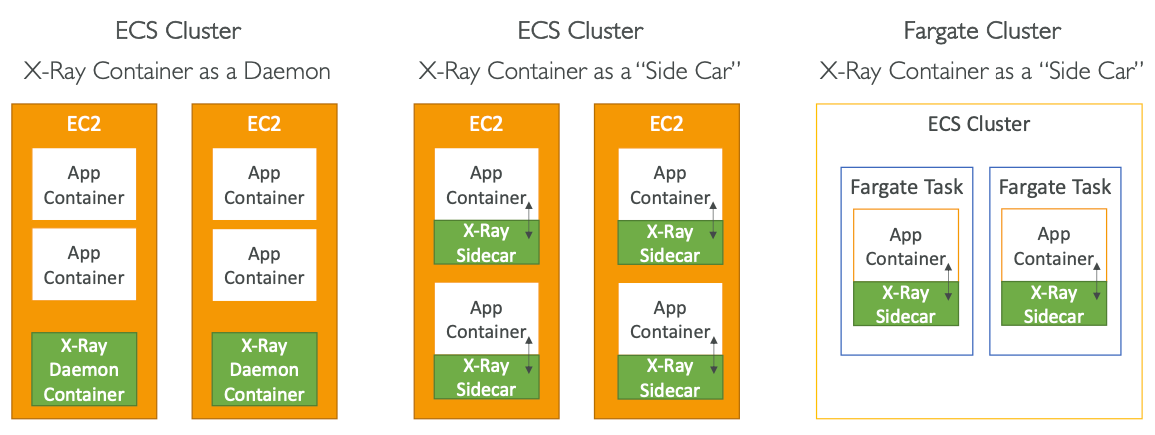 ECS Cluster
X-Ray Container as a Daemon
EC2
App
Container
App
Container
X-Ray
Daemon
Container
EC2
App
Container
App
Container
X-Ray
Daemon
Container
ECS Cluster
X-Ray Container as a “Side Car”
EC2
App
Container
X-Ray
Sidecar
App
Container
X-Ray
Sidecar
EC2
App
Container
X-Ray
Sidecar
App
Container
X-Ray
Sidecar
Fargate Cluster
X-Ray Container as a “Side Car”
ECS Cluster
Fargate Task
App
Container
X-Ray
Sidecar
Fargate Task
App
Container
X-Ray
Sidecar